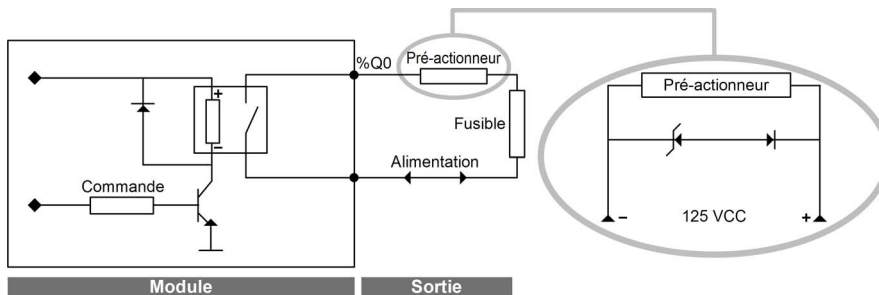 %Q0
Pré-actionneur
Pré-actionneur
+
Fusible
−
Alimentation
Commande
− 125 VCC +
Module
Sortie